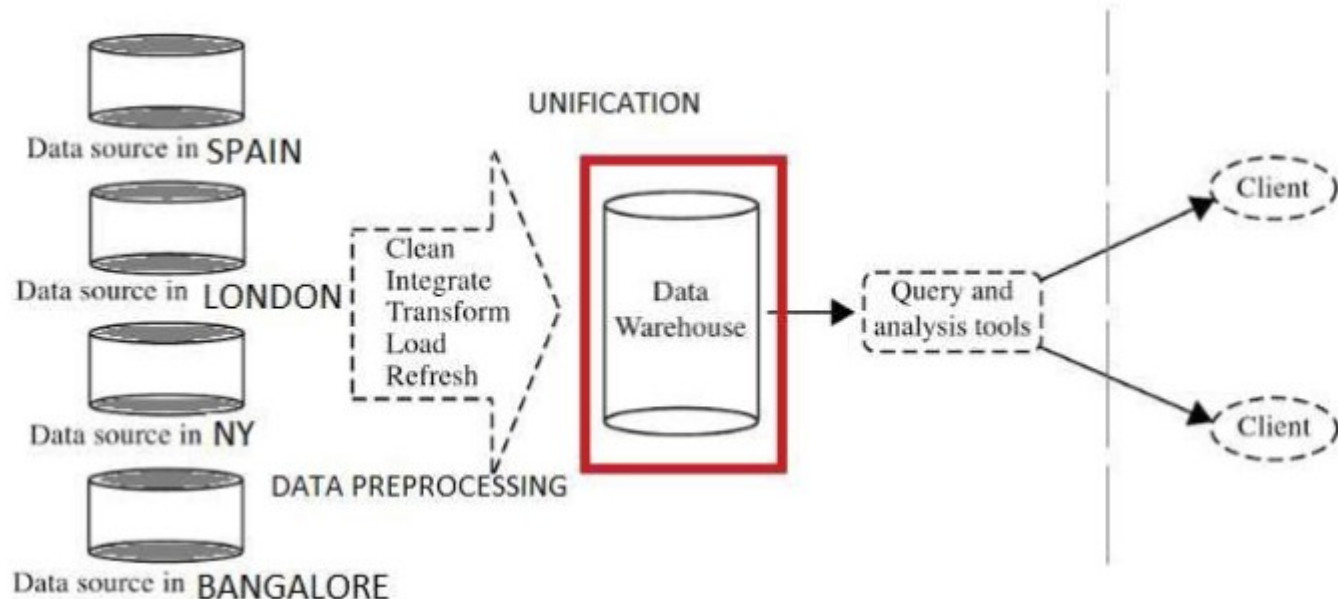 UNIFICATION
Data source in SPAIN
Data source in LONDON
Data source in NY
Data source in BANGALORE
Clean
Integrate
Transform
Load
Refresh
DATA PREPROCESSING
Data
Warehouse
Query and
analysis tools
Client
Client